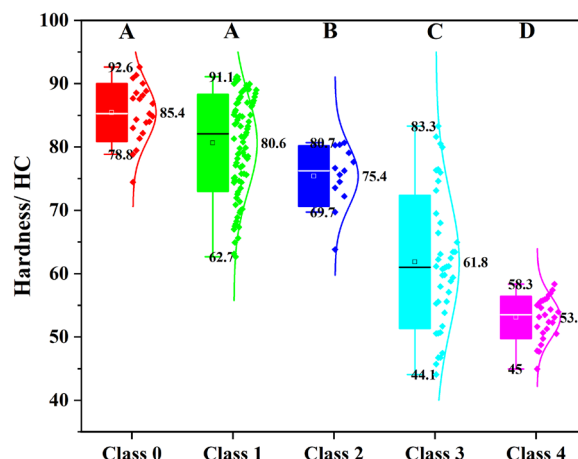 100
90
80
70
60
50
40
Hardness/ HC
A
A
B
C
D
92.6
85.4
78.8
91.1
80.6
62.7
80.7
75.4
69.7
83.3
61.8
44.1
58.3
53.
45
Class 0
Class 1
Class 2
Class 3
Class 4